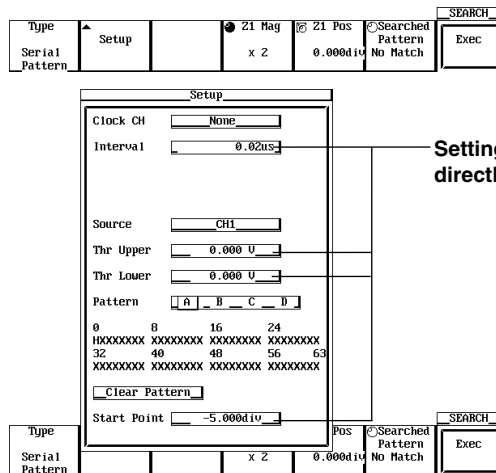 SEARCH
Type Setup Z1 Mag Z1 Pos Searched
Pattern Exec
Serial x 2 0.000div No Match
Pattern
Setup
Clock CH None
Interval 0.02us
Setting
directl
Source CH1
Thr Upper 0.000 V
Thr Lower 0.000 V
Pattern A B C D
0 8 16 24
HXXXXXXX XXXXXXXX XXXXXXXX XXXXXXXX
32 40 48 56 63
XXXXXXXX XXXXXXXX XXXXXXXX XXXXXXXX
Clear Pattern
Start Point -5.000div
SEARCH
Type Pos Searched
Pattern Exec
Serial x 2 0.000div No Match
Pattern